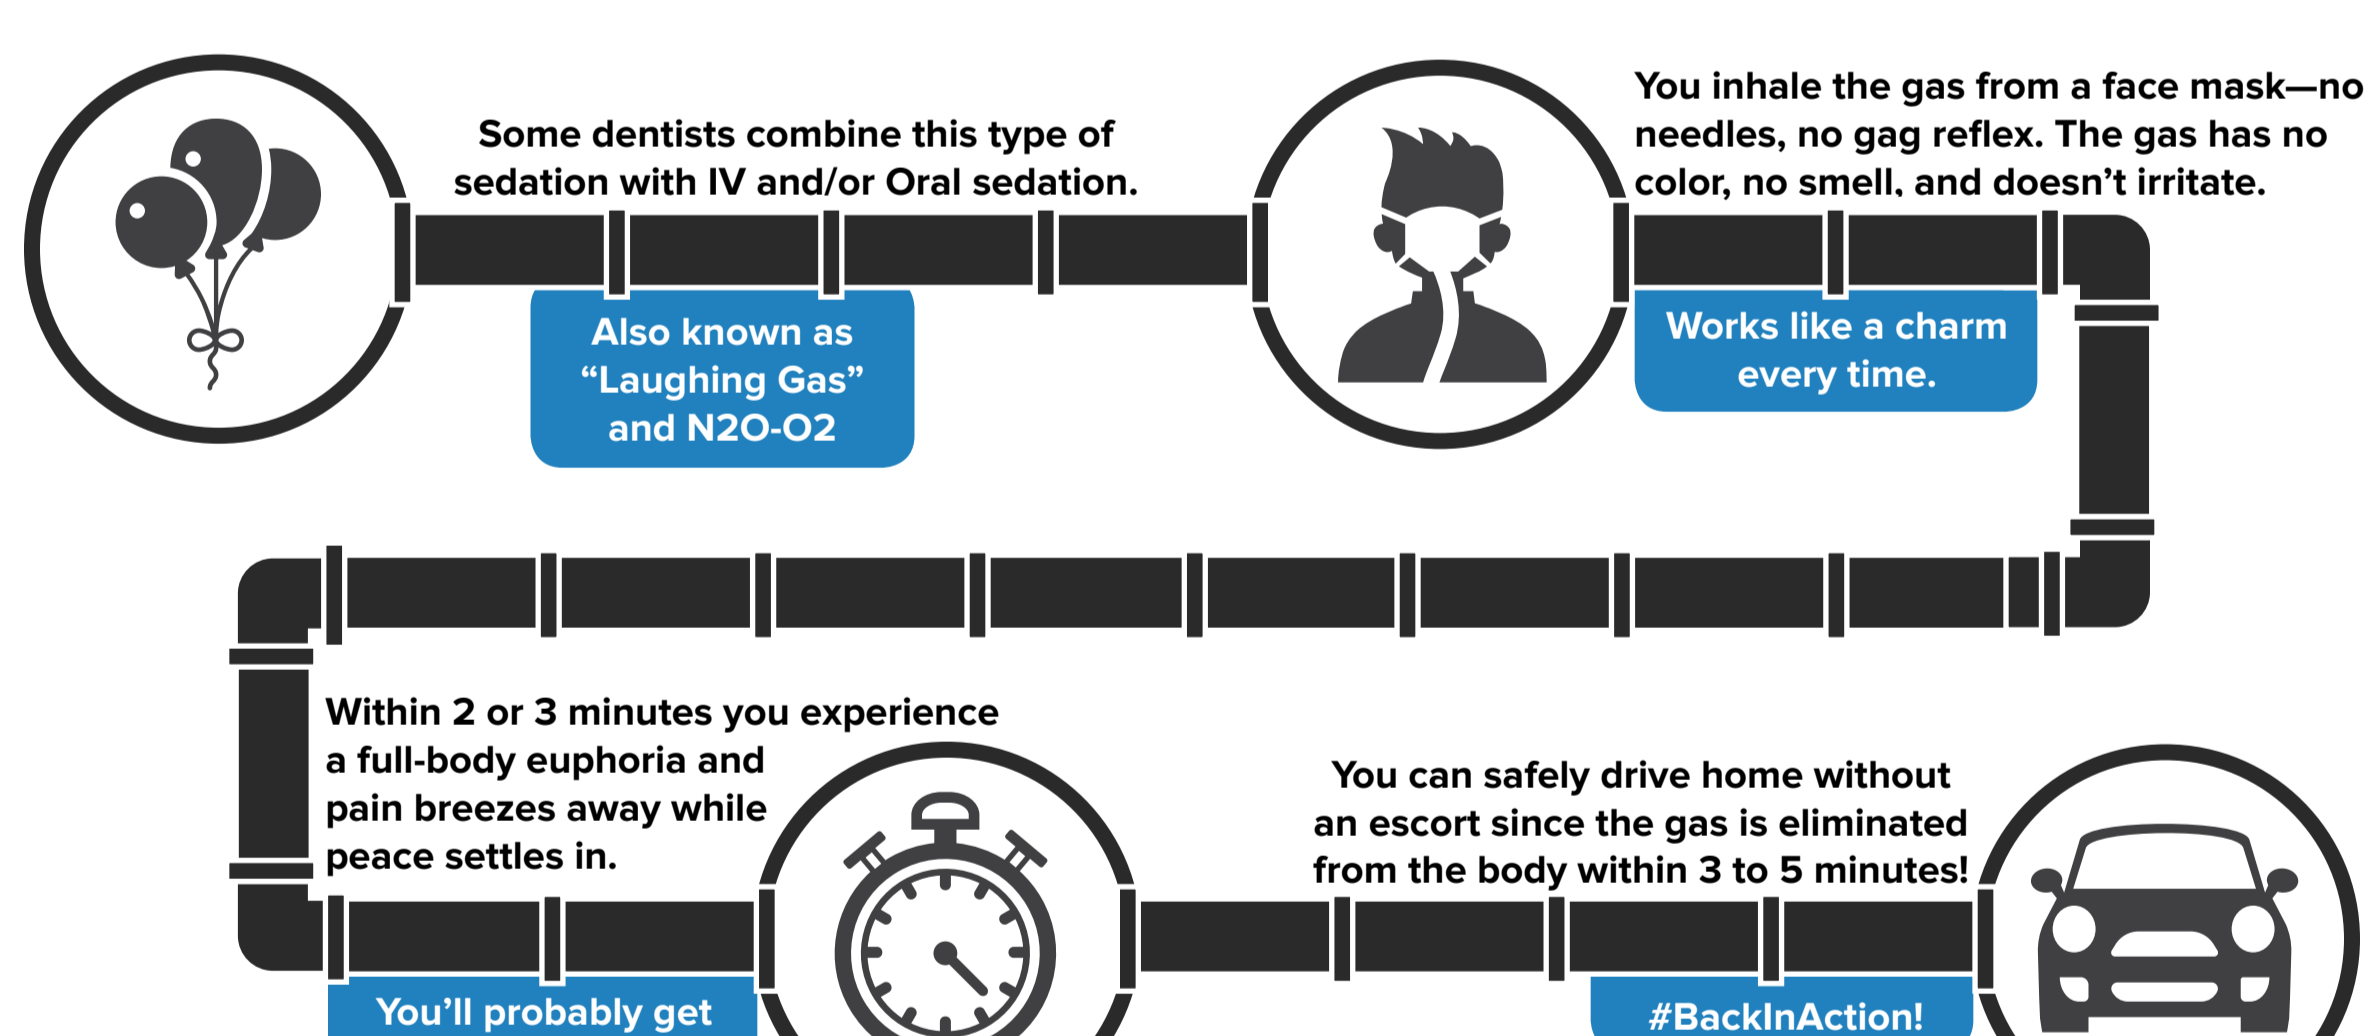 Some dentists combine this type of
sedation with IV and/or Oral sedation.
Also known as
“Laughing Gas”
and N2O-O2
You inhale the gas from a face mask—no
needles, no gag reflex. The gas has no
color, no smell, and doesn’t irritate.
Works like a charm
every time.
Within 2 or 3 minutes you experience
a full-body euphoria and
pain breezes away while
peace settles in.
You’ll probably get
You can safely drive home without
an escort since the gas is eliminated
from the body within 3 to 5 minutes!
#BackInAction!